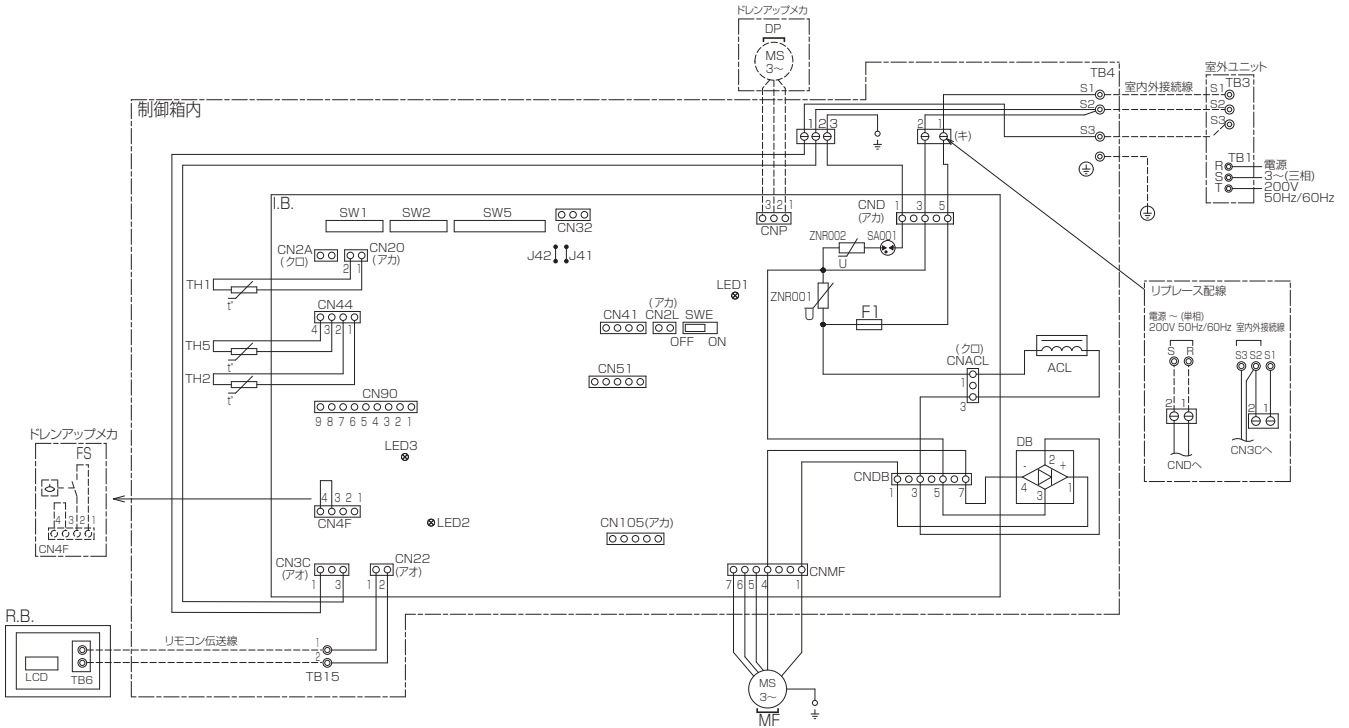 ドレンアップメカ
DP
MS
3～
制御箱内
TB4
S1
S2
S3
室内外接続線
室外ユニット
TB3
S1
S2
S3
TB1
R
S
T
電源
3～(三相)
200V
50Hz/60Hz
1 2 3
2 1
(キ)
I.B.
SW1
SW2
SW5
CN32
3 2 1
CNP
CND
(アカ)
1 3 5
CN2A
(クロ)
CN20
(アカ)
2 1
J42
J41
ZNR002
SA001
U
TH1
t°
LED1
ZNR001
U
F1
リプレース配線
電源 ～ (単相)
200V 50Hz/60Hz
室内外接続線
S R
S3 S2 S1
2 1
2 1
CNDへ
CN3Cへ
CN44
4 3 2 1
CN41
(アカ)
CN2L
SWE
OFF ON
TH5
t°
TH2
t°
CN51
(クロ)
CNACL
1
3
ACL
CN90
9 8 7 6 5 4 3 2 1
LED3
ドレンアップメカ
FS
4 3 2 1
CN4F
4 3 2 1
CN4F
LED2
CNDB
1 3 5 7
DB
2
- +
4 1
3
CN105(アカ)
CN3C
(アオ)
1 3
CN22
(アオ)
1 2
CNMF
7 6 5 4 1
R.B.
LCD
TB6
リモコン伝送線
1
2
TB15
MS
3～
MF